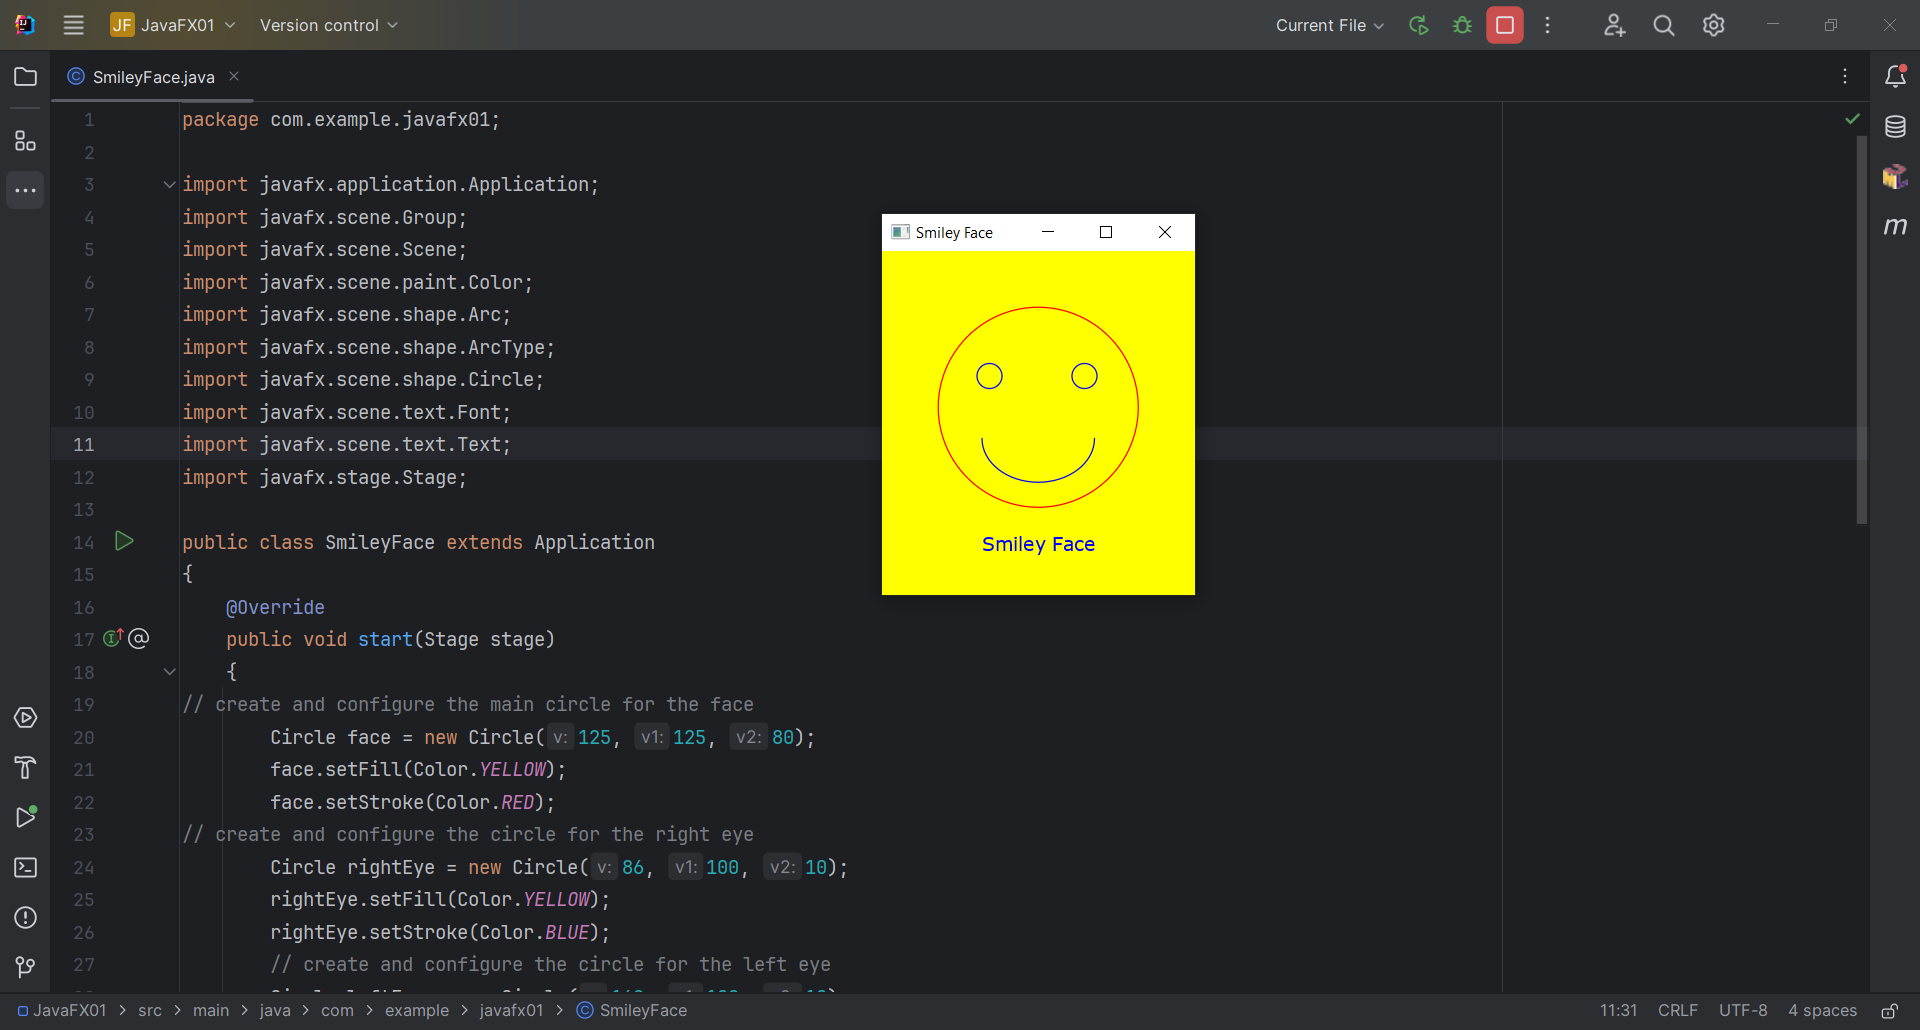 JF JavaFX01 Version control Current File
SmileyFace.java
1 package com.example.javafx01;
2
3 import javafx.application.Application;
4 import javafx.scene.Group;
5 import javafx.scene.Scene;
6 import javafx.scene.paint.Color;
7 import javafx.scene.shape.Arc;
8 import javafx.scene.shape.ArcType;
9 import javafx.scene.shape.Circle;
10 import javafx.scene.text.Font;
11 import javafx.scene.text.Text;
12 import javafx.stage.Stage;
13
14 public class SmileyFace extends Application
15 {
16 @Override
17 public void start(Stage stage)
18 {
19 // create and configure the main circle for the face
20 Circle face = new Circle( v: 125, v1: 125, v2: 80);
21 face.setFill(Color.YELLOW);
22 face.setStroke(Color.RED);
23 // create and configure the circle for the right eye
24 Circle rightEye = new Circle( v: 86, v1: 100, v2: 10);
25 rightEye.setFill(Color.YELLOW);
26 rightEye.setStroke(Color.BLUE);
27 // create and configure the circle for the left eye
Smiley Face
Smiley Face
m
JavaFX01 > src > main > java > com > example > javafx01 > SmileyFace
11:31 CRLF UTF-8 4 spaces